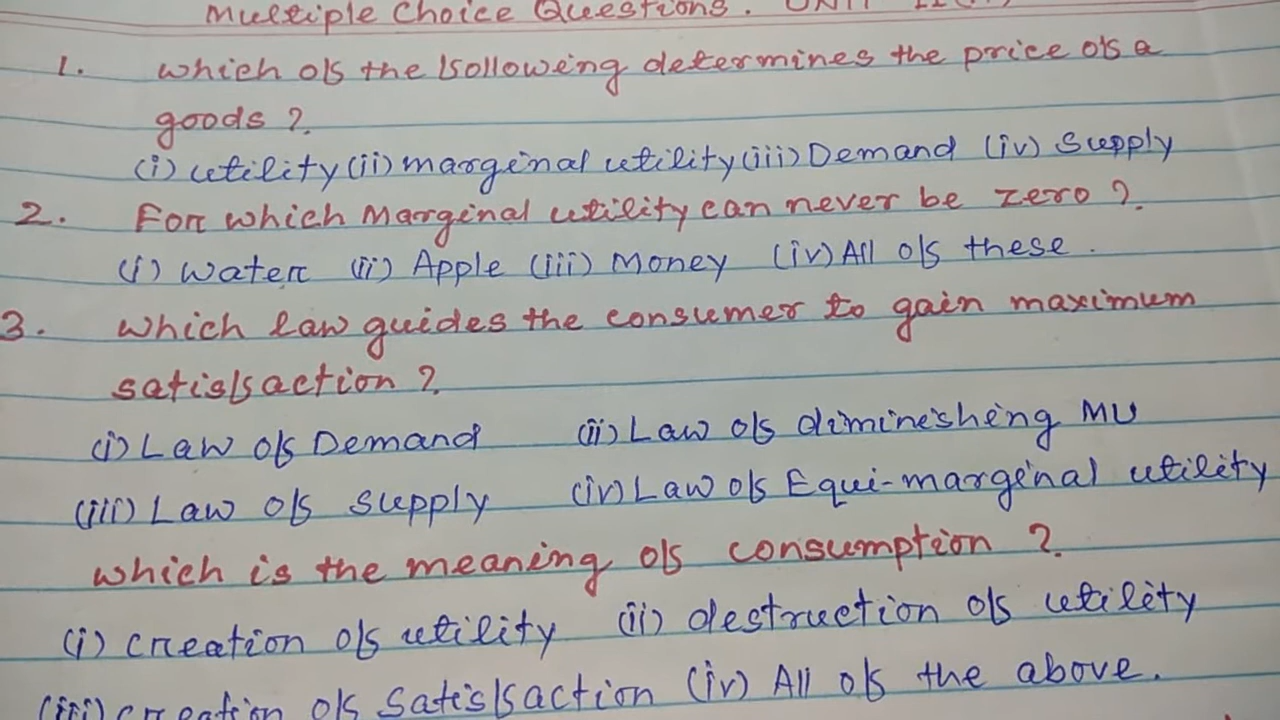 Multiple Choice Questions. UNIT
1. which of the following determines the price of a
goods ?
(i) utility (ii) marginal utility (iii) Demand (iv) Supply
2. For which Marginal utility can never be zero ?
(i) Water (ii) Apple (iii) Money (iv) All of these.
3. which law guides the consumer to gain maximum
satisfaction ?
(i) Law of Demand (ii) Law of diminesheng MU
(iii) Law of supply (iv) Law of Equi-marginal utility
which is the meaning of consumption ?
(i) creation of utility (ii) destruction of utility
(iii) creation of Satisfaction (iv) All of the above.